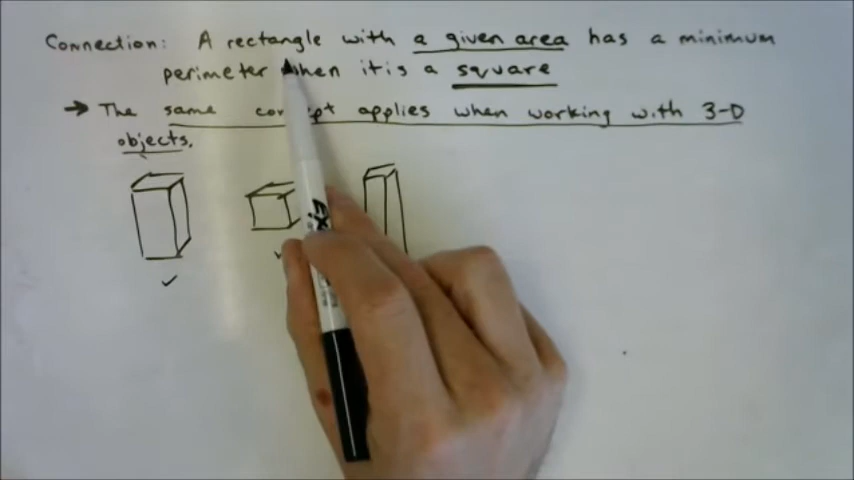 Connection: A rectangle with a given area has a minimum
perimeter when it is a square
→ The same concept applies when working with 3-D
objects.
EX